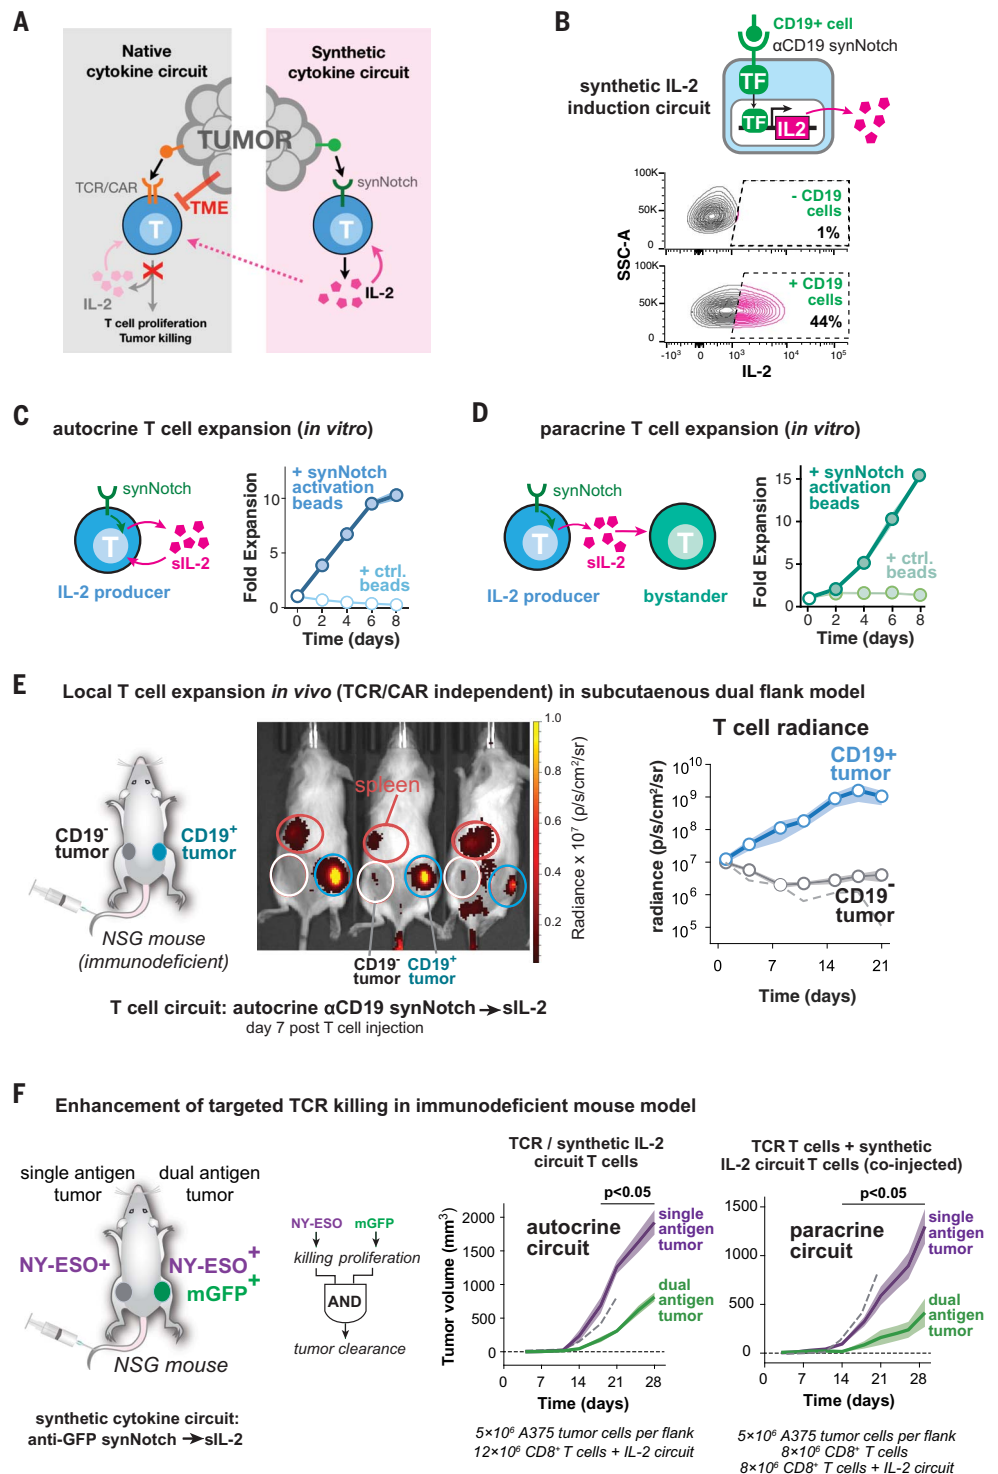 A
Native
cytokine circuit
Synthetic
cytokine circuit
TUMOR
TCR/CAR
TME
synNotch
T
T
IL-2
IL-2
T cell proliferation
Tumor killing
B
CD19+ cell
αCD19 synNotch
synthetic IL-2
induction circuit
TF
TF
IL2
100K
50K
0
- CD19
cells
1%
SSC-A
100K
50K
0
+ CD19
cells
44%
-10³ 0 10³ 10⁴ 10⁵
IL-2
C
autocrine T cell expansion (in vitro)
synNotch
T
sIL-2
IL-2 producer
+ synNotch
activation
beads
10
5
0
Fold Expansion
+ ctrl.
beads
0 2 4 6 8
Time (days)
D
paracrine T cell expansion (in vitro)
synNotch
T
sIL-2
T
IL-2 producer
bystander
+ synNotch
activation
beads
15
10
5
0
Fold Expansion
+ ctrl.
beads
0 2 4 6 8
Time (days)
E
Local T cell expansion in vivo (TCR/CAR independent) in subcutaenous dual flank model
CD19⁻
tumor
CD19⁺
tumor
NSG mouse
(immunodeficient)
spleen
CD19⁻
tumor
CD19⁺
tumor
1.0
0.8
0.6
0.4
0.2
Radiance x 10⁷ (p/s/cm²/sr)
T cell circuit: autocrine αCD19 synNotch → sIL-2
day 7 post T cell injection
T cell radiance
CD19+
tumor
10¹⁰
10⁹
10⁸
10⁷
10⁶
10⁵
radiance (p/s/cm²/sr)
CD19⁻
tumor
0 7 14 21
Time (days)
F
Enhancement of targeted TCR killing in immunodeficient mouse model
single antigen
tumor
dual antigen
tumor
NY-ESO+
NY-ESO⁺
mGFP⁺
NSG mouse
synthetic cytokine circuit:
anti-GFP synNotch → sIL-2
NY-ESO mGFP
killing proliferation
AND
tumor clearance
TCR / synthetic IL-2
circuit T cells
p<0.05
2000
1500
1000
500
0
Tumor volume (mm³)
autocrine
circuit
single
antigen
tumor
dual
antigen
tumor
0 7 14 21 28
Time (days)
5×10⁶ A375 tumor cells per flank
12×10⁶ CD8⁺ T cells + IL-2 circuit
TCR T cells + synthetic
IL-2 circuit T cells (co-injected)
p<0.05
1500
1000
500
0
paracrine
circuit
single
antigen
tumor
dual
antigen
tumor
0 7 14 21 28
Time (days)
5×10⁶ A375 tumor cells per flank
8×10⁶ CD8⁺ T cells
8×10⁶ CD8⁺ T cells + IL-2 circuit